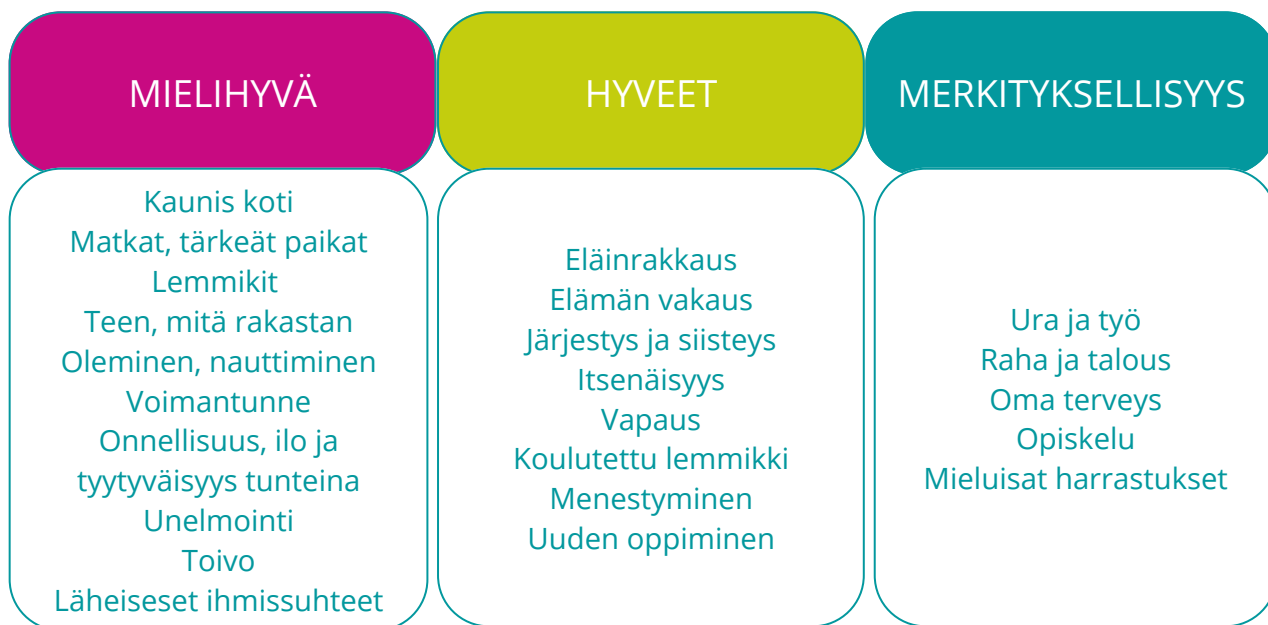 MIELIHYVÄ
Kaunis koti
Matkat, tärkeät paikat
Lemmikit
Teen, mitä rakastan
Oleminen, nauttiminen
Voimantunne
Onnellisuus, ilo ja
tyytyväisyys tunteina
Unelmointi
Toivo
Läheiseset ihmissuhteet
HYVEET
Eläinrakkaus
Elämän vakaus
Järjestys ja siisteys
Itsenäisyys
Vapaus
Koulutettu lemmikki
Menestyminen
Uuden oppiminen
MERKITYKSELLISYYS
Ura ja työ
Raha ja talous
Oma terveys
Opiskelu
Mieluisat harrastukset